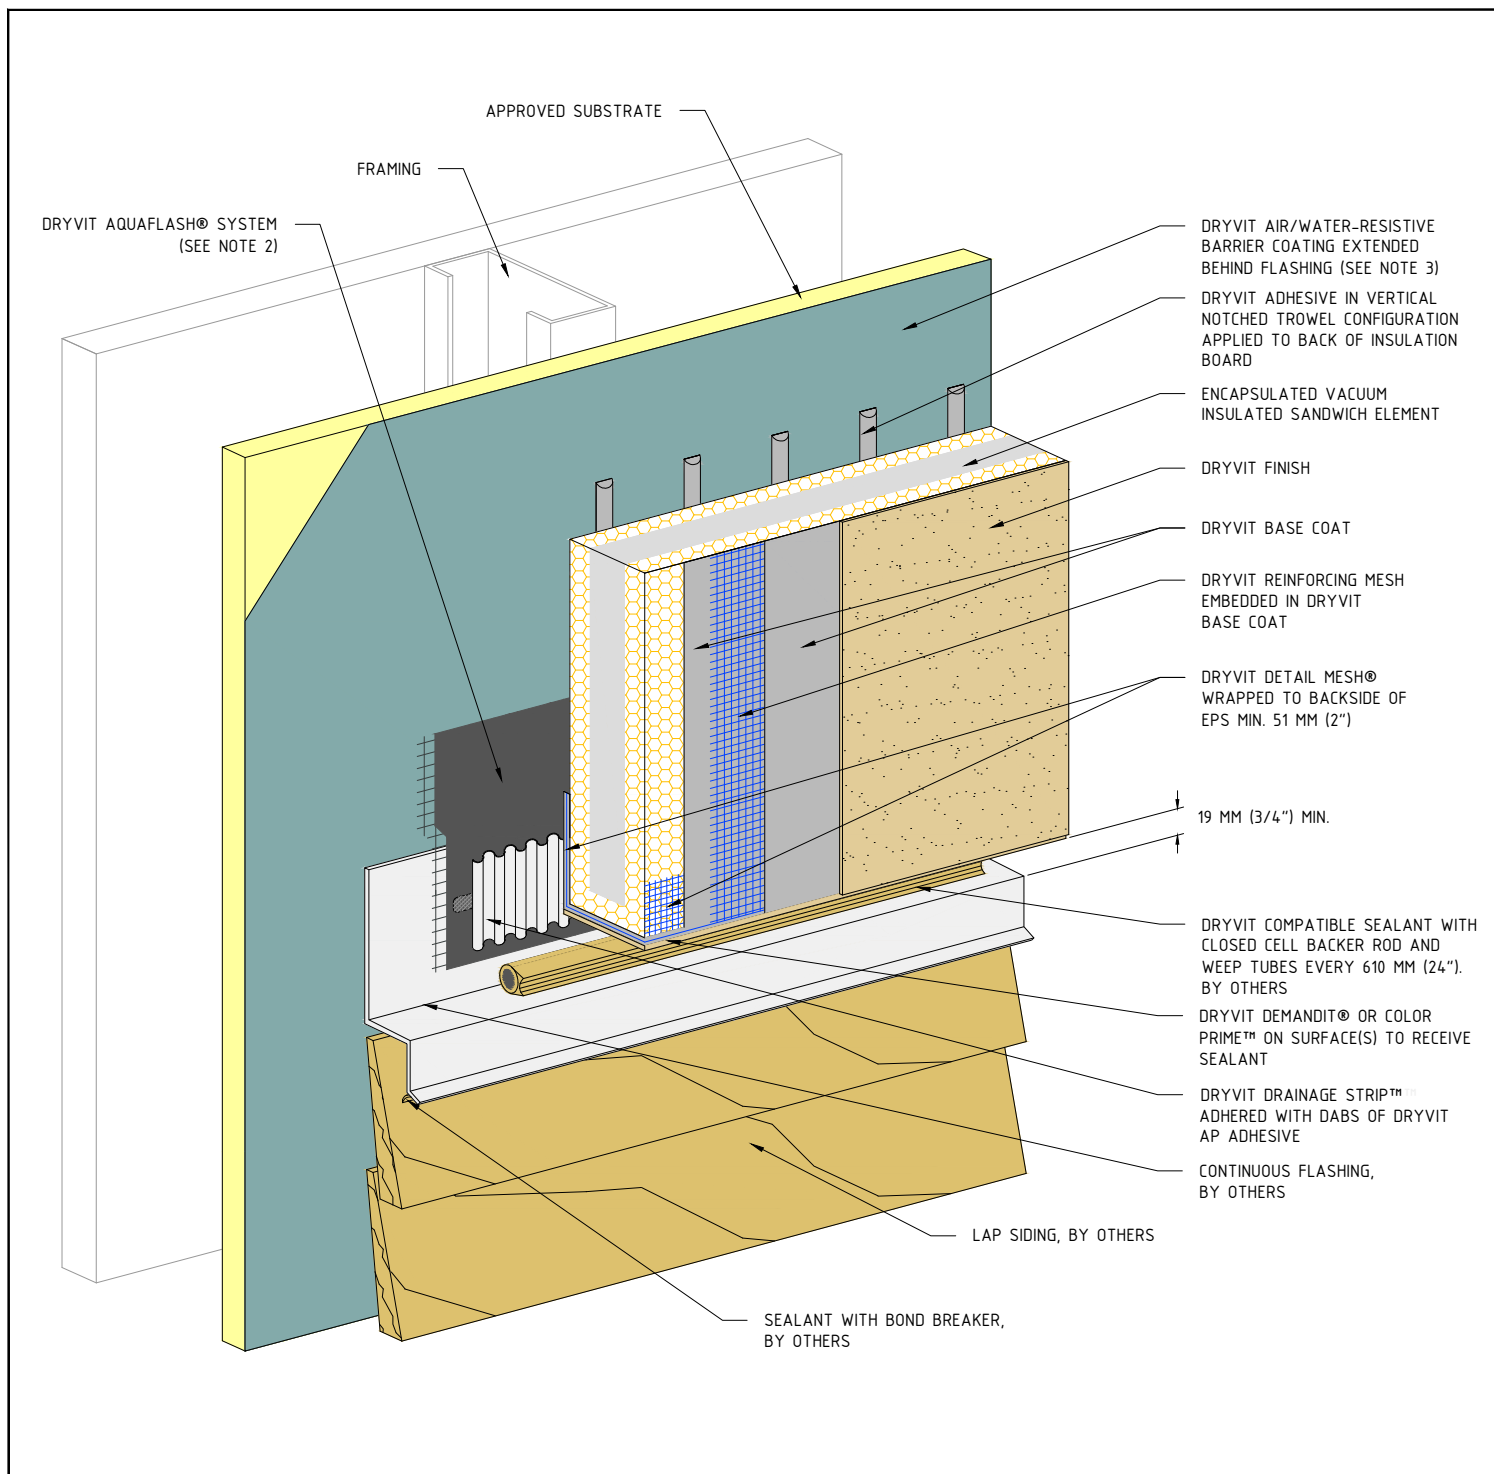 APPROVED SUBSTRATE
FRAMING
DRYVIT AQUAFLASH® SYSTEM
(SEE NOTE 2)
DRYVIT AIR/WATER-RESISTIVE
BARRIER COATING EXTENDED
BEHIND FLASHING (SEE NOTE 3)
DRYVIT ADHESIVE IN VERTICAL
NOTCHED TROWEL CONFIGURATION
APPLIED TO BACK OF INSULATION
BOARD
ENCAPSULATED VACUUM
INSULATED SANDWICH ELEMENT
DRYVIT FINISH
DRYVIT BASE COAT
DRYVIT REINFORCING MESH
EMBEDDED IN DRYVIT
BASE COAT
DRYVIT DETAIL MESH®
WRAPPED TO BACKSIDE OF
EPS MIN. 51 MM (2")
19 MM (3/4") MIN.
DRYVIT COMPATIBLE SEALANT WITH
CLOSED CELL BACKER ROD AND
WEEP TUBES EVERY 610 MM (24").
BY OTHERS
DRYVIT DEMANDIT® OR COLOR
PRIME™ ON SURFACE(S) TO RECEIVE
SEALANT
DRYVIT DRAINAGE STRIP™
ADHERED WITH DABS OF DRYVIT
AP ADHESIVE
CONTINUOUS FLASHING,
BY OTHERS
LAP SIDING, BY OTHERS
SEALANT WITH BOND BREAKER,
BY OTHERS